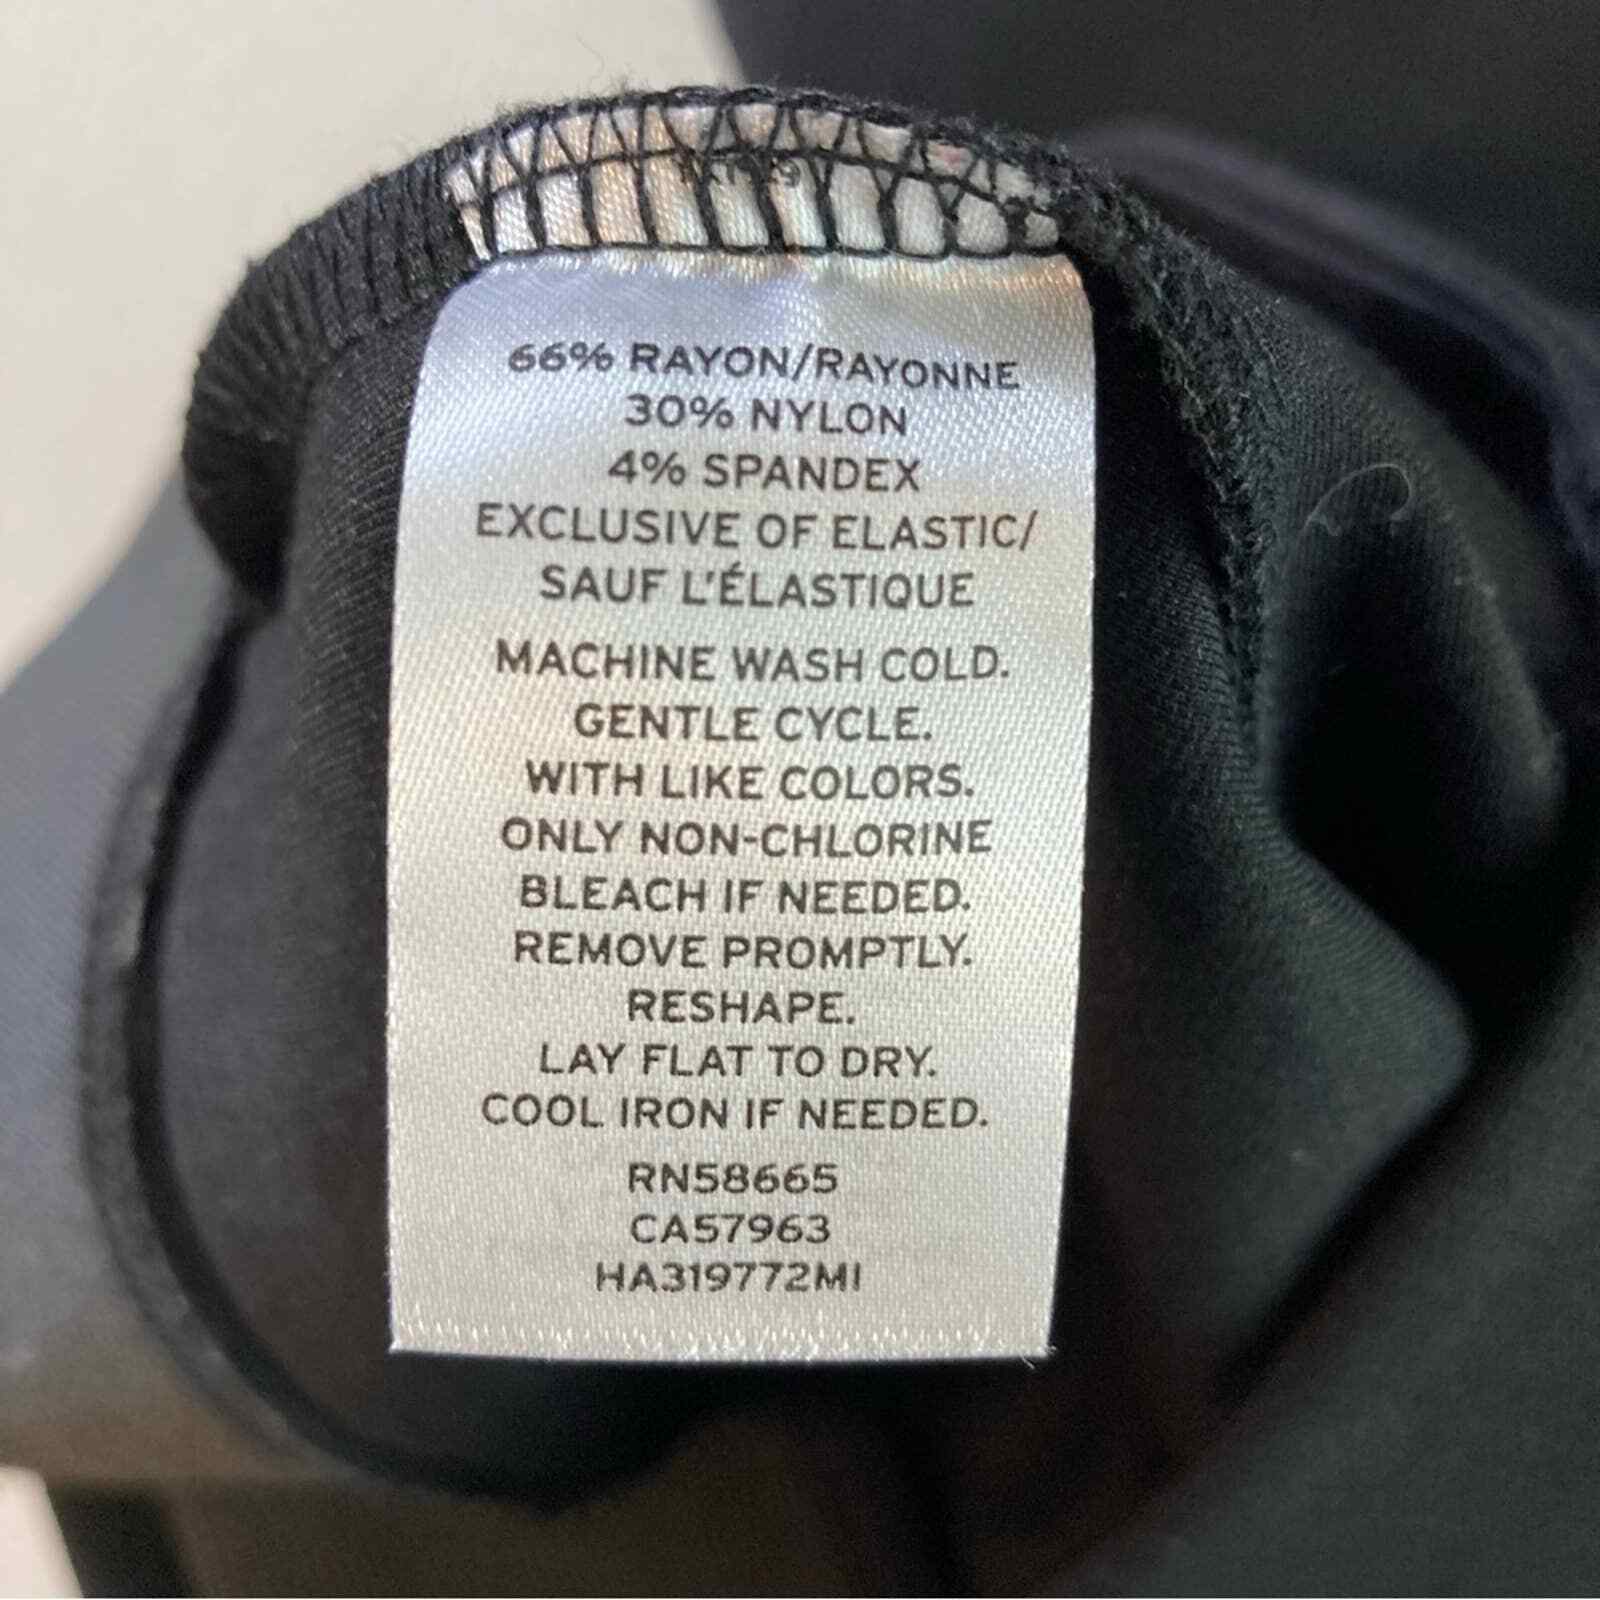 66% RAYON/RAYONNE
30% NYLON
4% SPANDEX
EXCLUSIVE OF ELASTIC/
SAUF L'ÉLASTIQUE
MACHINE WASH COLD.
GENTLE CYCLE.
WITH LIKE COLORS.
ONLY NON-CHLORINE
BLEACH IF NEEDED.
REMOVE PROMPTLY.
RESHAPE.
LAY FLAT TO DRY.
COOL IRON IF NEEDED.
RN58665
CA57963
HA319772MI